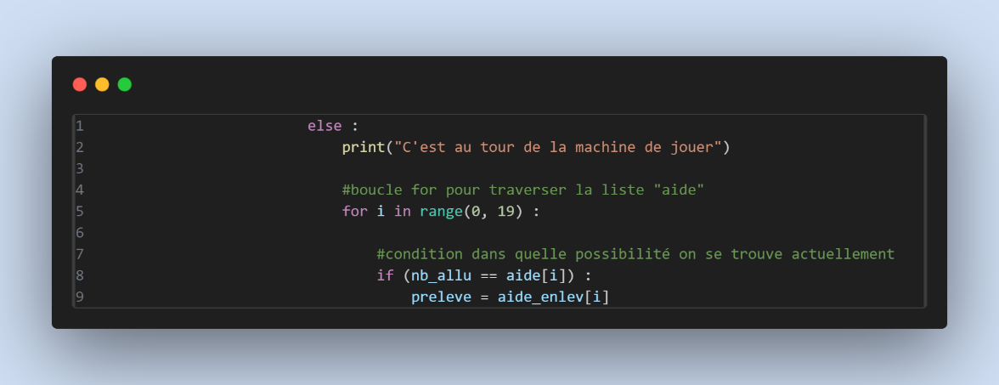 1 else :
2 print("C'est au tour de la machine de jouer")
3
4 #boucle for pour traverser la liste "aide"
5 for i in range(0, 19) :
6
7 #condition dans quelle possibilité on se trouve actuellement
8 if (nb_allu == aide[i]) :
9 preleve = aide_enlev[i]